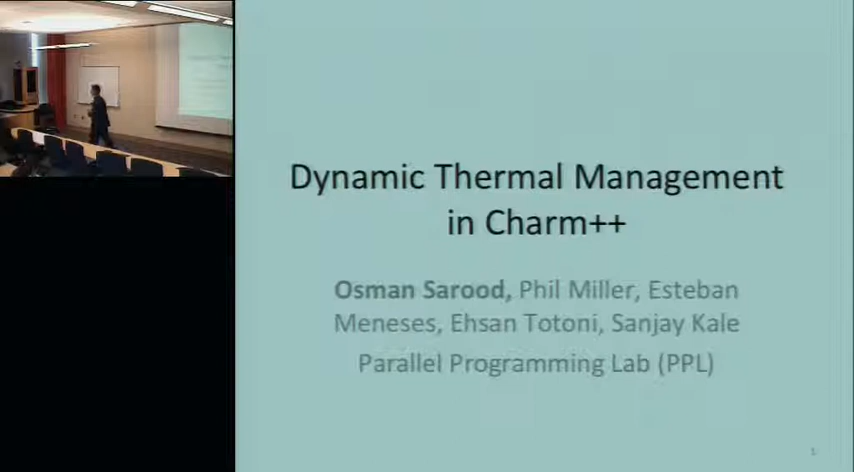 Dynamic Thermal Management
in Charm++
Osman Sarood, Phil Miller, Esteban
Meneses, Ehsan Totoni, Sanjay Kale
Parallel Programming Lab (PPL)
1